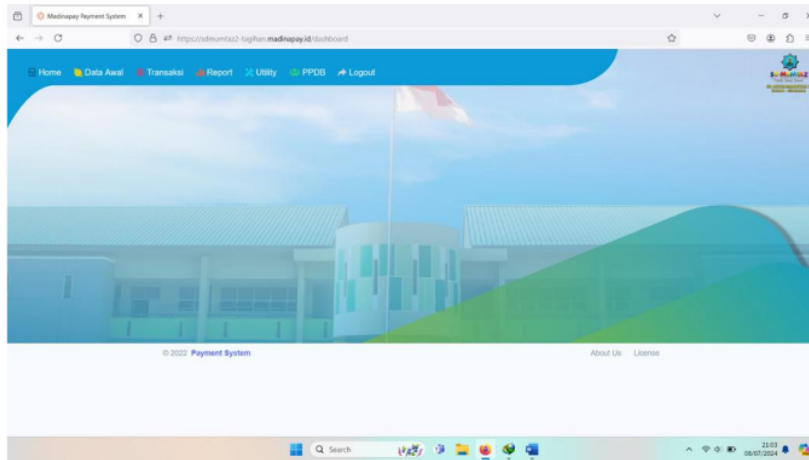 Madinapay Payment System
https://sdmumtaz2-tagihan.madinapay.id/dashboard
Home Data Awal Transaksi Report Utility PPDB Logout
© 2022 Payment System About Us License
Search
21:03
08/07/2024